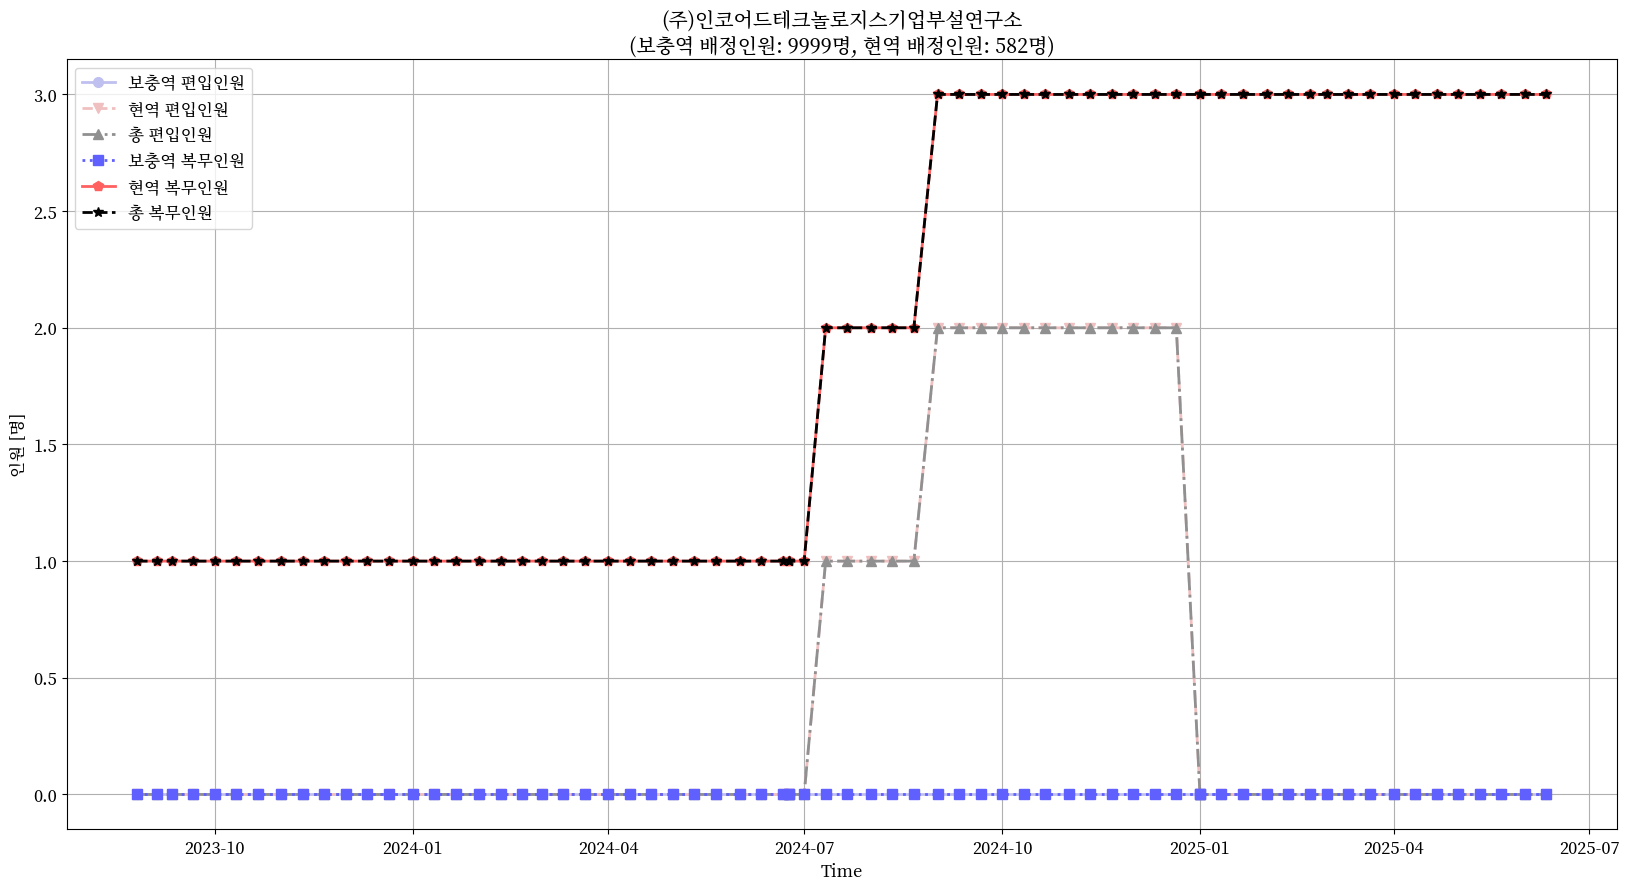 (주)인코어드테크놀로지스기업부설연구소
(보충역 배정인원: 9999명, 현역 배정인원: 582명)
보충역 편입인원
현역 편입인원
총 편입인원
보충역 복무인원
현역 복무인원
총 복무인원
3.0
2.5
2.0
1.5
1.0
0.5
0.0
인원 [명]
2023-10
2024-01
2024-04
2024-07
2024-10
2025-01
2025-04
2025-07
Time